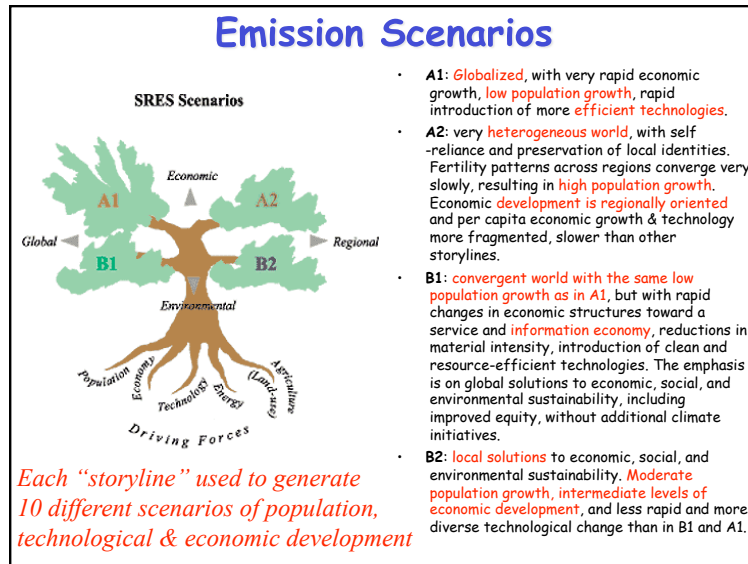 Emission Scenarios
SRES Scenarios
Economic
A1
A2
Global
Regional
B1
B2
Environmental
Population
Economy
Technology
Energy
Agriculture
(Land-use)
Driving Forces
Each “storyline” used to generate
10 different scenarios of population,
technological & economic development
• A1: Globalized, with very rapid economic
growth, low population growth, rapid
introduction of more efficient technologies.
• A2: very heterogeneous world, with self
-reliance and preservation of local identities.
Fertility patterns across regions converge very
slowly, resulting in high population growth.
Economic development is regionally oriented
and per capita economic growth & technology
more fragmented, slower than other
storylines.
• B1: convergent world with the same low
population growth as in A1, but with rapid
changes in economic structures toward a
service and information economy, reductions in
material intensity, introduction of clean and
resource-efficient technologies. The emphasis
is on global solutions to economic, social, and
environmental sustainability, including
improved equity, without additional climate
initiatives.
• B2: local solutions to economic, social, and
environmental sustainability. Moderate
population growth, intermediate levels of
economic development, and less rapid and more
diverse technological change than in B1 and A1.